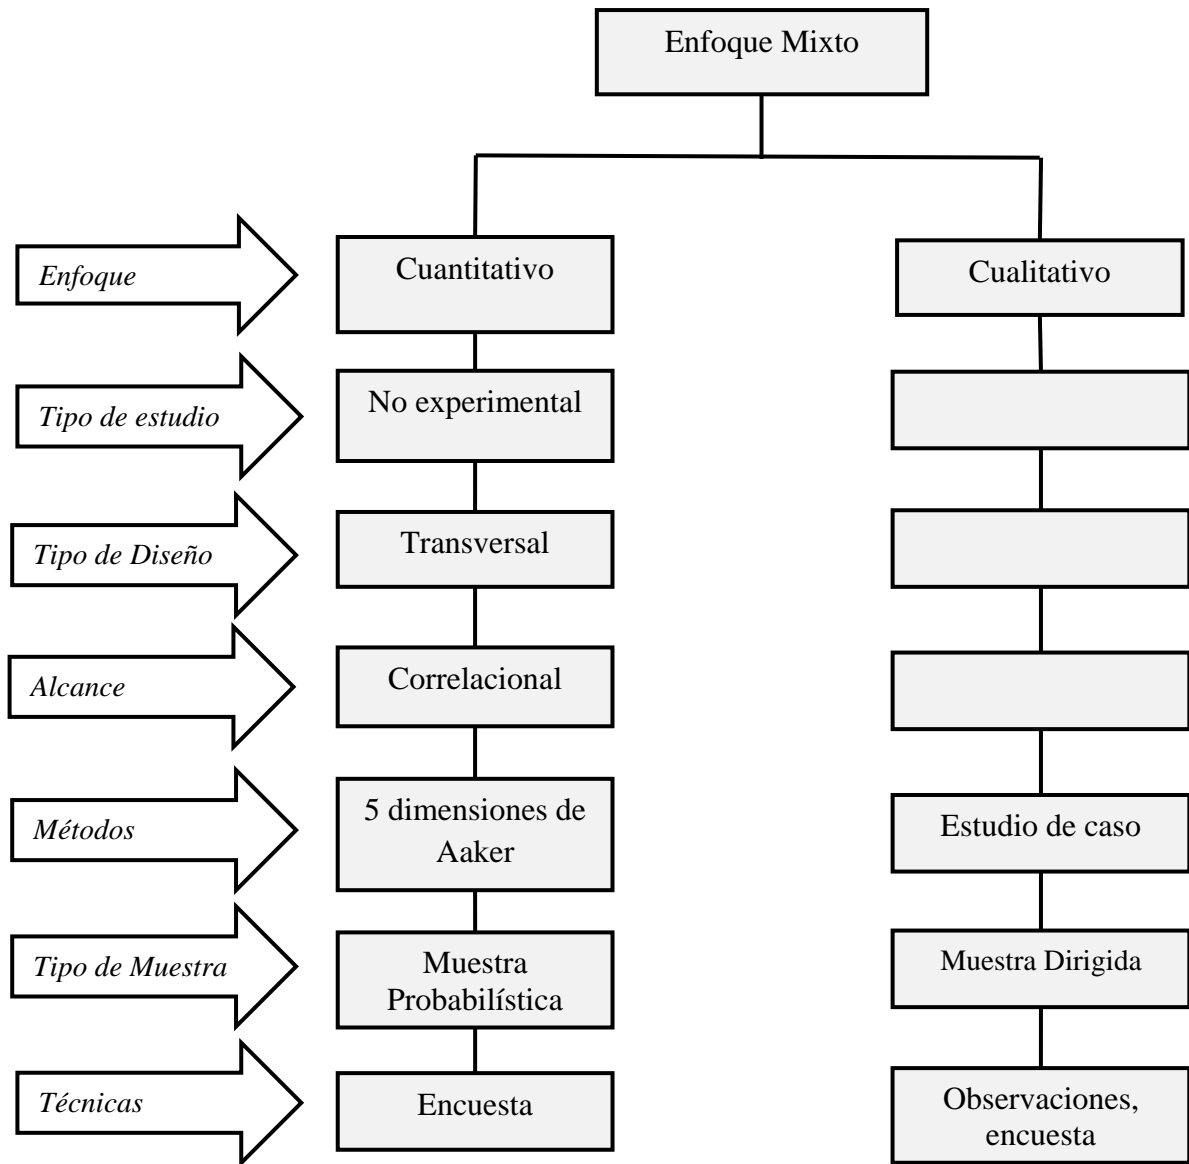 Enfoque Mixto
Enfoque
Cuantitativo
Cualitativo
Tipo de estudio
No experimental
Tipo de Diseño
Transversal
Alcance
Correlacional
Métodos
5 dimensiones de
Aaker
Estudio de caso
Tipo de Muestra
Muestra
Probabilística
Muestra Dirigida
Técnicas
Encuesta
Observaciones,
encuesta